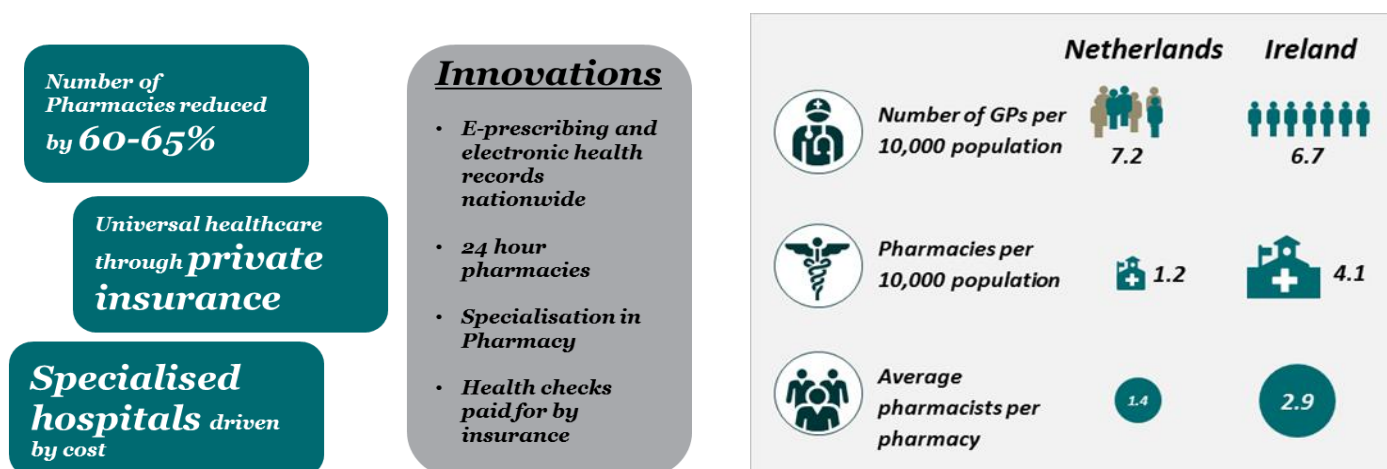 Number of
Pharmacies reduced
by 60-65%
Universal healthcare
through private
insurance
Specialised
hospitals driven
by cost
Innovations
• E-prescribing and
electronic health
records
nationwide
• 24 hour
pharmacies
• Specialisation in
Pharmacy
• Health checks
paid for by
insurance
Netherlands Ireland
Number of GPs per
10,000 population
7.2 6.7
Pharmacies per
10,000 population
1.2 4.1
Average
pharmacists per
pharmacy
1.4 2.9